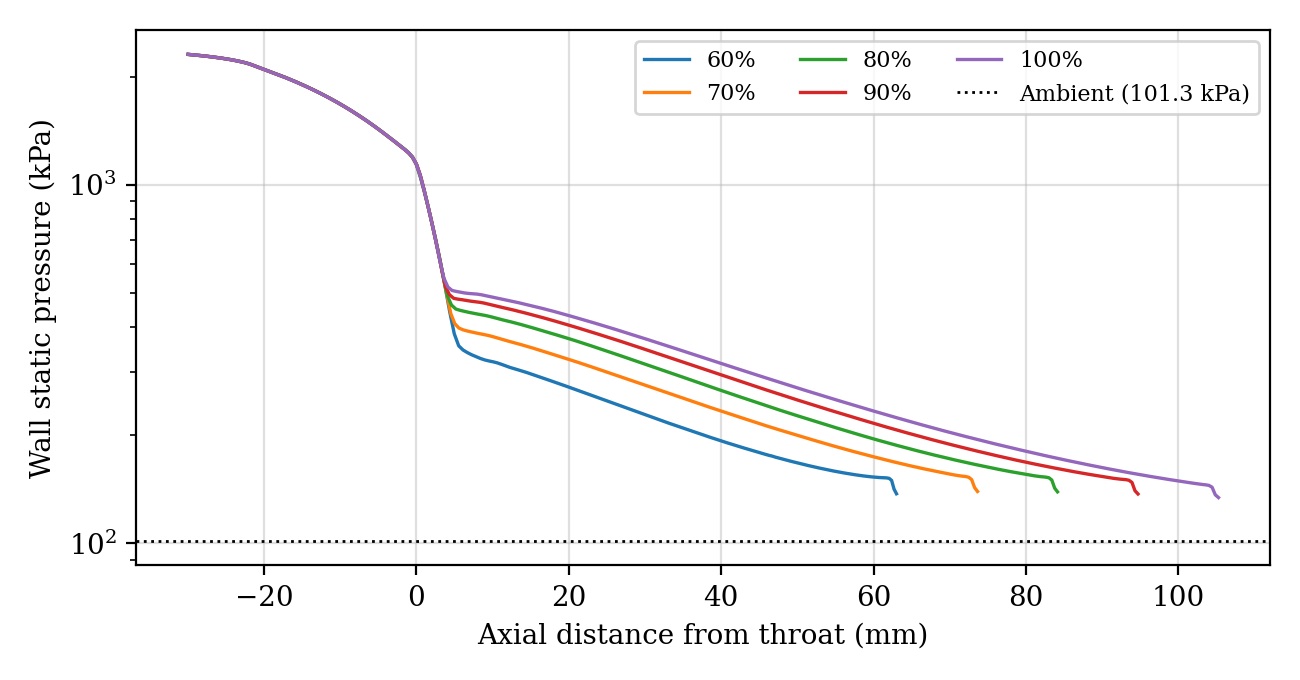 60% 80% 100%
70% 90% Ambient (101.3 kPa)
Wall static pressure (kPa)
10³
10²
−20 0 20 40 60 80 100
Axial distance from throat (mm)